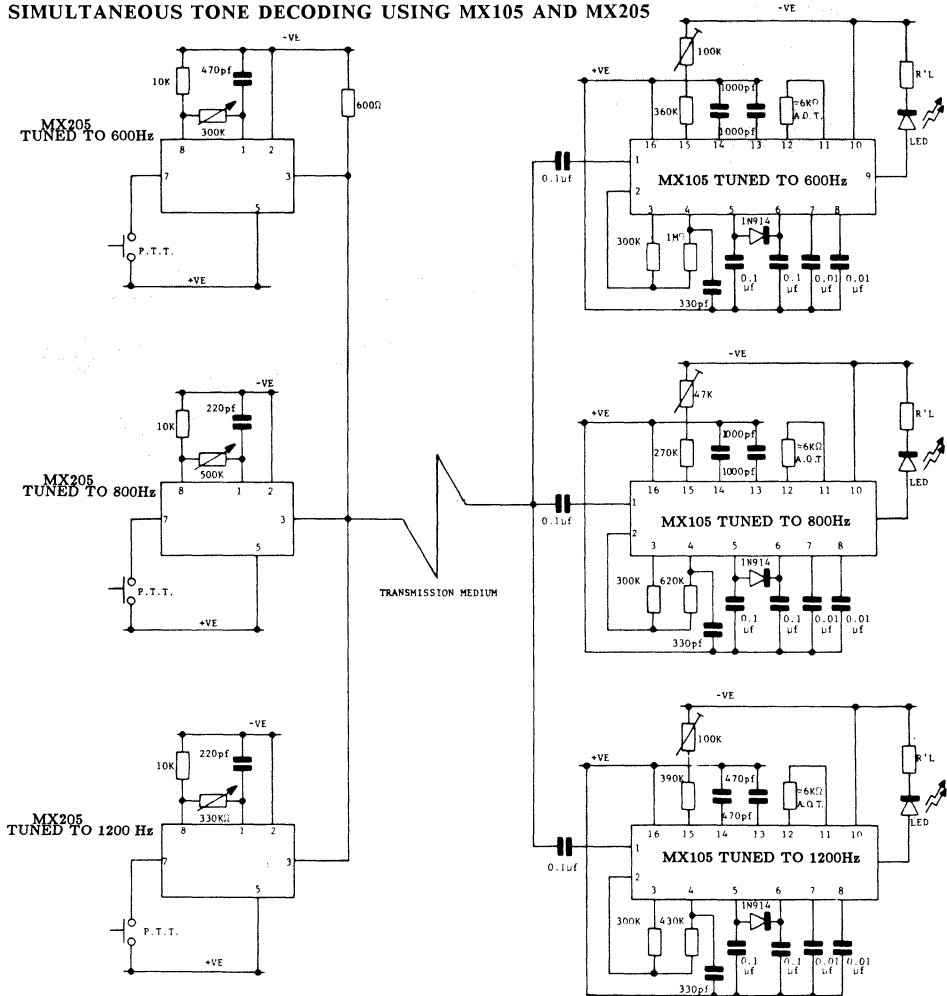 SIMULTANEOUS TONE DECODING USING MX105 AND MX205
-VE
10K
470pf
600Ω
300K
MX205
TUNED TO 600Hz
8
1
2
7
3
5
P.T.T.
+VE
-VE
10K
220pf
500K
MX205
TUNED TO 800Hz
8
1
2
7
3
5
P.T.T.
+VE
-VE
10K
220pf
330KΩ
MX205
TUNED TO 1200 Hz
8
1
2
7
3
5
P.T.T.
+VE
TRANSMISSION MEDIUM
-VE
100K
R'L
+VE
1000pf
360K
1000pf
≈6KΩ
A.O.T.
LED
16
15
14
13
12
11
10
0.1uf
1
MX105 TUNED TO 600Hz
9
2
3
4
5
6
7
8
1N914
300K
1MΩ
0.1
µf
0.1
µf
0.01
µf
0.01
µf
330pf
-VE
47K
R'L
+VE
1000pf
270K
1000pf
≈6KΩ
A.O.T.
LED
16
15
14
13
12
11
10
0.1uf
1
MX105 TUNED TO 800Hz
2
3
4
5
6
7
8
1N914
300K
620K
0.1
µf
0.1
µf
0.01
µf
0.01
µf
330pf
-VE
100K
R'L
+VE
390K
470pf
470pf
≈6KΩ
A.O.T.
LED
16
15
14
13
12
11
10
0.1uf
1
MX105 TUNED TO 1200Hz
2
3
4
5
6
7
8
1N914
300K
430K
0.1
µf
0.1
µf
0.01
µf
0.01
µf
330pf